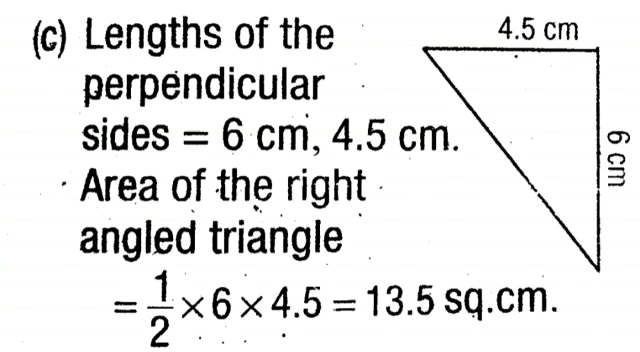 (c) Lengths of the
perpendicular
sides = 6 cm, 4.5 cm.
Area of the right
angled triangle
= 1/2 × 6 × 4.5 = 13.5 sq.cm.
4.5 cm
6 cm